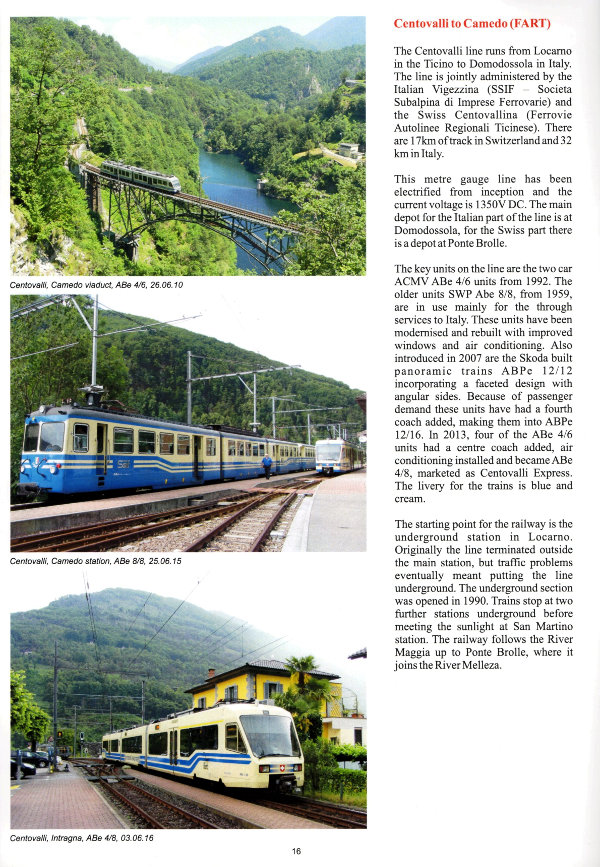 Centovalli, Camedo viaduct, ABe 4/6, 26.06.10
Centovalli, Camedo station, ABe 8/8, 25.06.15
Centovalli, Intragna, ABe 4/8, 03.06.16
Centovalli to Camedo (FART)
The Centovalli line runs from Locarno
in the Ticino to Domodossola in Italy.
The line is jointly administered by the
Italian Vigezzina (SSIF – Societa
Subalpina di Imprese Ferrovarie) and
the Swiss Centovallina (Ferrovie
Autolinee Regionali Ticinese). There
are 17km of track in Switzerland and 32
km in Italy.
This metre gauge line has been
electrified from inception and the
current voltage is 1350V DC. The main
depot for the Italian part of the line is at
Domodossola, for the Swiss part there
is a depot at Ponte Brolle.
The key units on the line are the two car
ACMV ABe 4/6 units from 1992. The
older units SWP Abe 8/8, from 1959,
are in use mainly for the through
services to Italy. These units have been
modernised and rebuilt with improved
windows and air conditioning. Also
introduced in 2007 are the Skoda built
panoramic trains ABPe 12/12
incorporating a faceted design with
angular sides. Because of passenger
demand these units have had a fourth
coach added, making them into ABPe
12/16. In 2013, four of the ABe 4/6
units had a centre coach added, air
conditioning installed and became ABe
4/8, marketed as Centovalli Express.
The livery for the trains is blue and
cream.
The starting point for the railway is the
underground station in Locarno.
Originally the line terminated outside
the main station, but traffic problems
eventually meant putting the line
underground. The underground section
was opened in 1990. Trains stop at two
further stations underground before
meeting the sunlight at San Martino
station. The railway follows the River
Maggia up to Ponte Brolle, where it
joins the River Melleza.
16